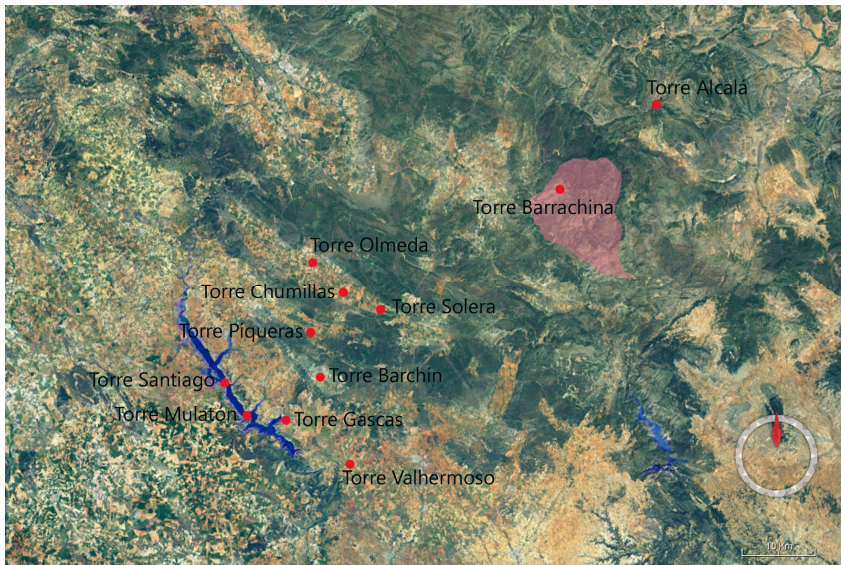 Torre Alcalá
Torre Barrachina
Torre Olmeda
Torre Chumillas
Torre Solera
Torre Piqueras
Torre Santiago
Torre Barchín
Torre Mulatón
Torre Gascas
Torre Valhermoso
10 km